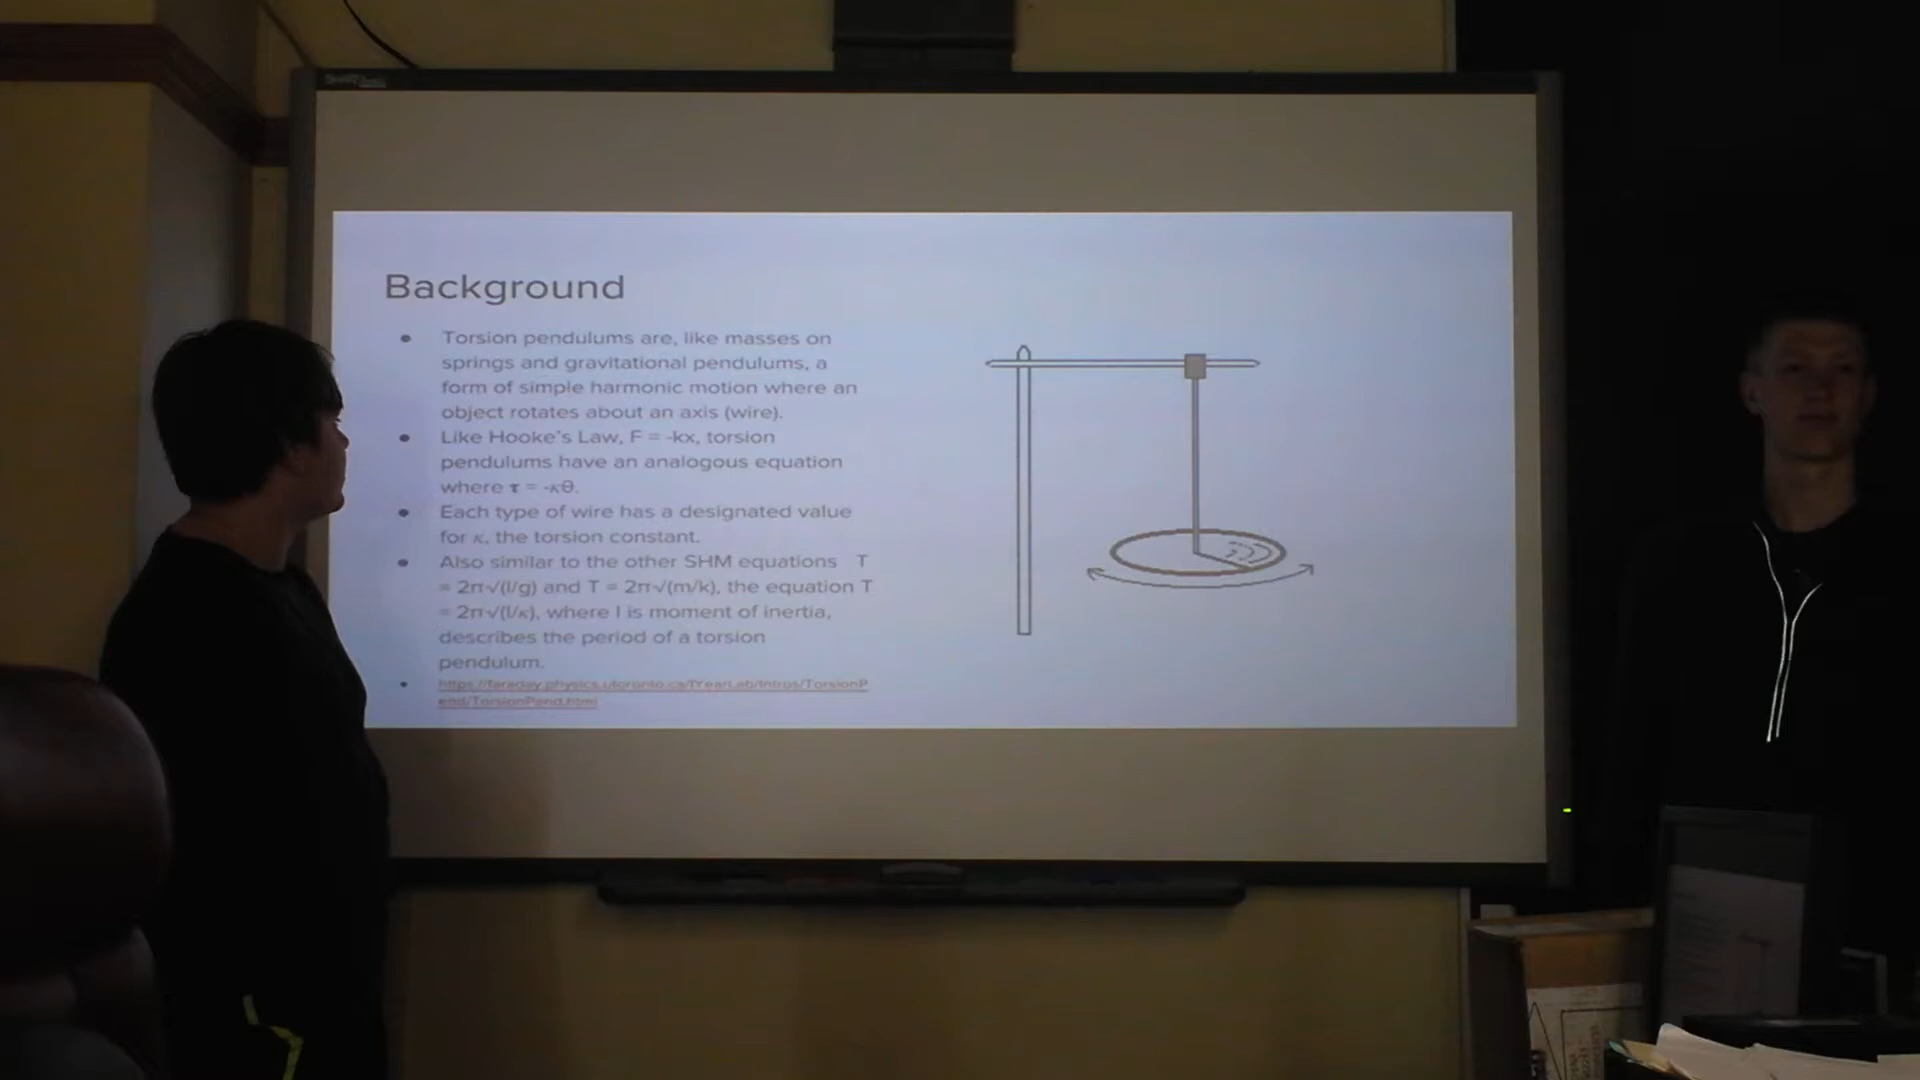 SMART
Background
Torsion pendulums are, like masses on
springs and gravitational pendulums, a
form of simple harmonic motion where an
object rotates about an axis (wire).
Like Hooke's Law, F = -kx, torsion
pendulums have an analogous equation
where τ = -κθ.
Each type of wire has a designated value
for κ, the torsion constant.
Also similar to the other SHM equations T
= 2π√(l/g) and T = 2π√(m/k), the equation T
= 2π√(I/κ), where I is moment of inertia,
describes the period of a torsion
pendulum.
https://faraday.physics.utoronto.ca/IYearLab/Intros/TorsionP
end/TorsionPend.html